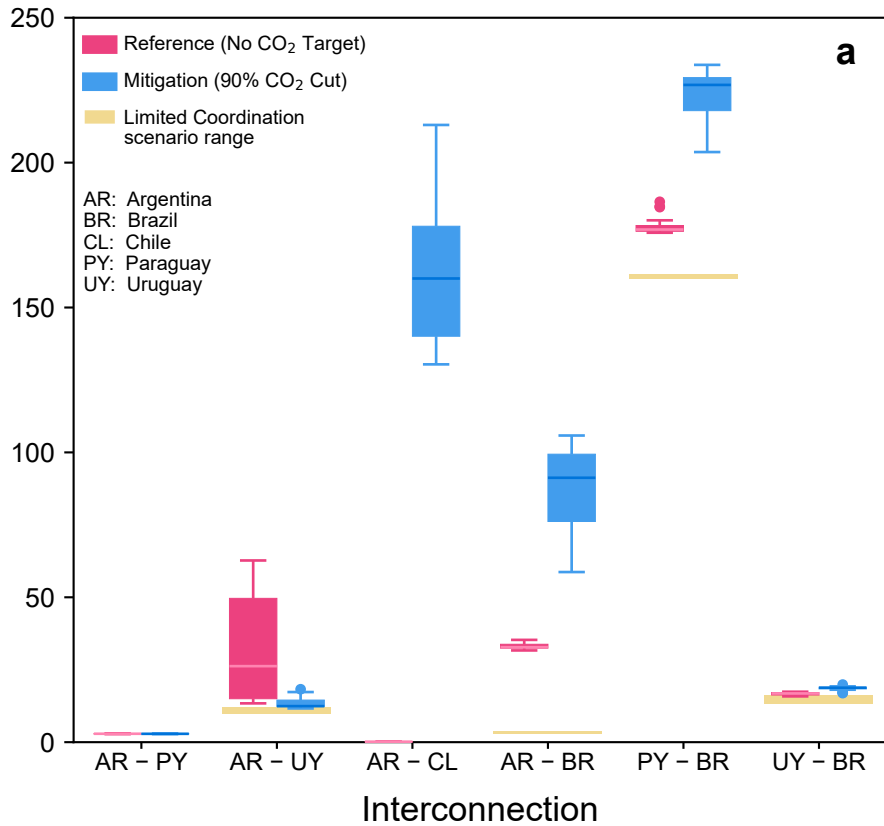 250
200
150
100
50
0
Reference (No CO₂ Target)
Mitigation (90% CO₂ Cut)
Limited Coordination
scenario range
a
AR: Argentina
BR: Brazil
CL: Chile
PY: Paraguay
UY: Uruguay
AR − PY
AR − UY
AR − CL
AR − BR
PY − BR
UY − BR
Interconnection